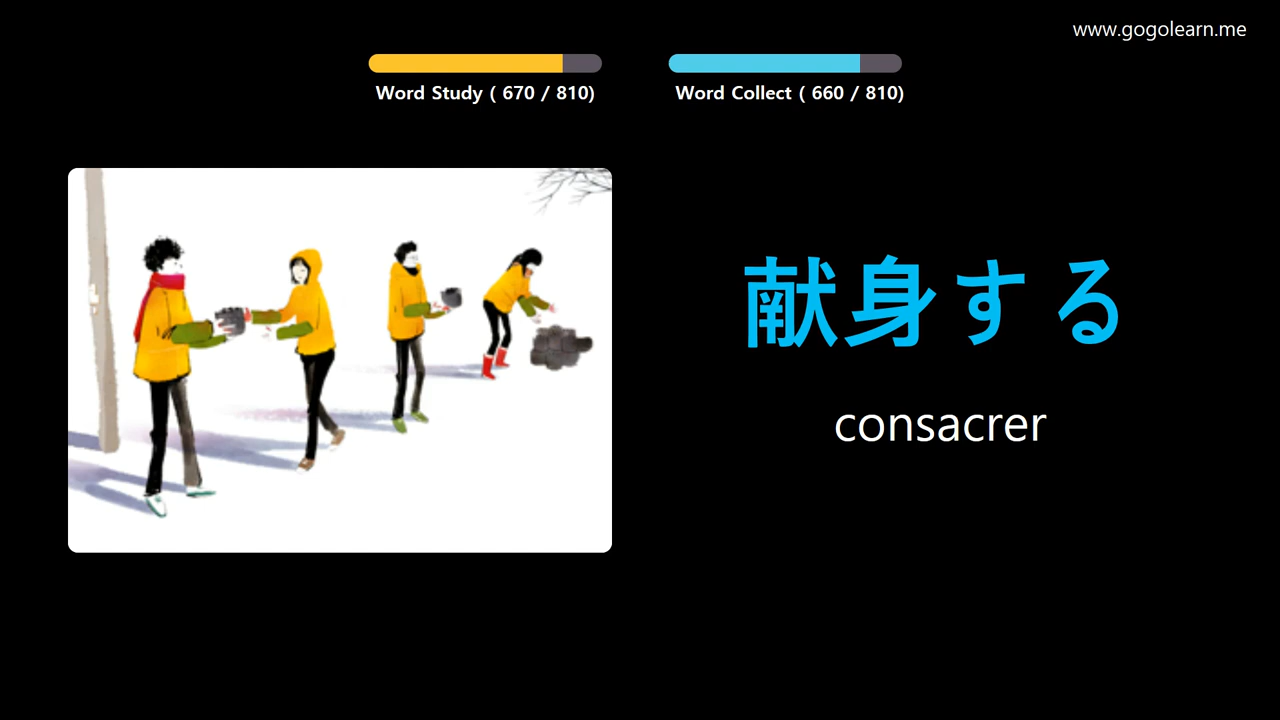 www.gogolearn.me
Word Study ( 670 / 810)
Word Collect ( 660 / 810)
献身する
consacrer